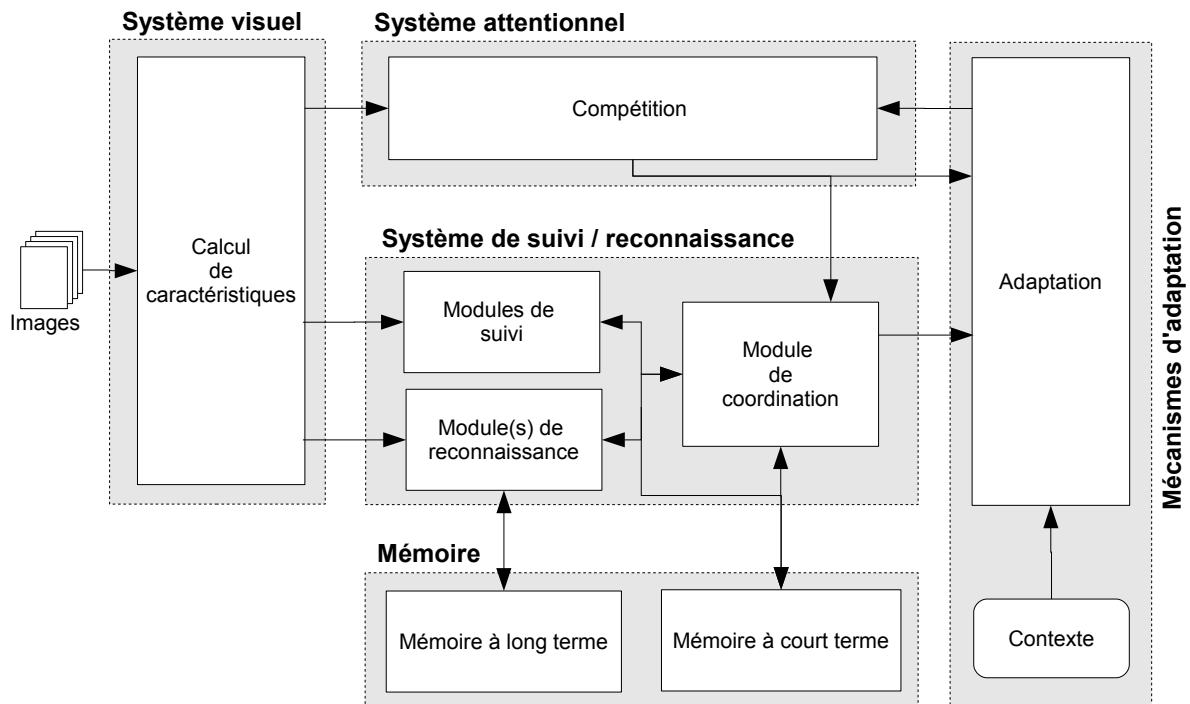 Système visuel
Système attentionnel
Compétition
Calcul
de
caractéristiques
Images
Système de suivi / reconnaissance
Modules de
suivi
Module(s) de
reconnaissance
Module
de
coordination
Adaptation
Mécanismes d'adaptation
Mémoire
Mémoire à long terme
Mémoire à court terme
Contexte